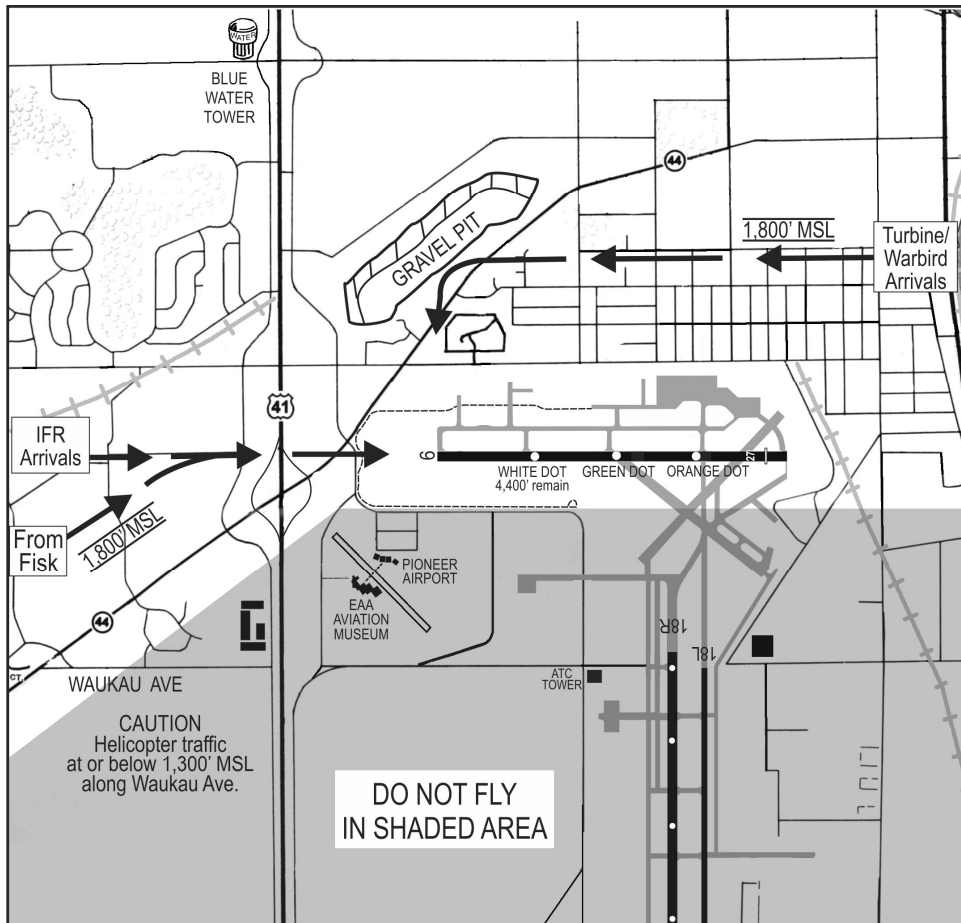 WATER
BLUE
WATER
TOWER
44
GRAVEL PIT
1,800' MSL
Turbine/
Warbird
Arrivals
41
IFR
Arrivals
9
27
WHITE DOT
4,400' remain
GREEN DOT
ORANGE DOT
From
Fisk
1,800' MSL
PIONEER
AIRPORT
EAA
AVIATION
MUSEUM
44
18R
18L
CT.
WAUKAU AVE
ATC
TOWER
CAUTION
Helicopter traffic
at or below 1,300' MSL
along Waukau Ave.
DO NOT FLY
IN SHADED AREA